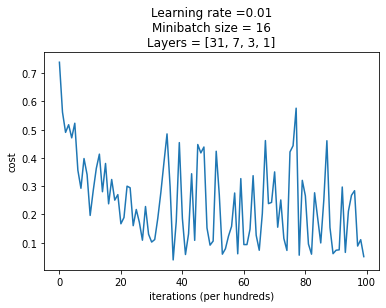 Learning rate =0.01
Minibatch size = 16
Layers = [31, 7, 3, 1]
0.7
0.6
0.5
0.4
0.3
0.2
0.1
cost
0 20 40 60 80 100
iterations (per hundreds)